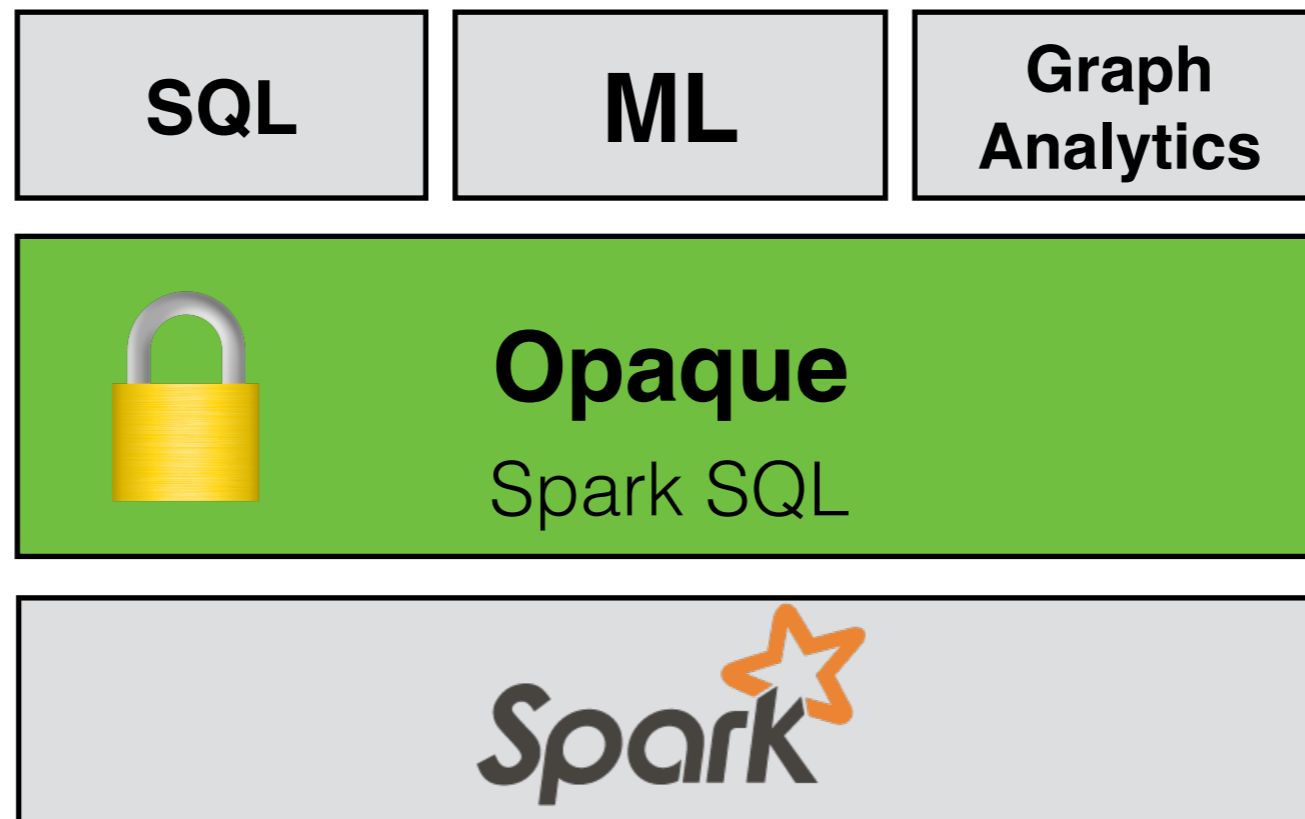 SQL
ML
Graph
Analytics
Opaque
Spark SQL
Spark